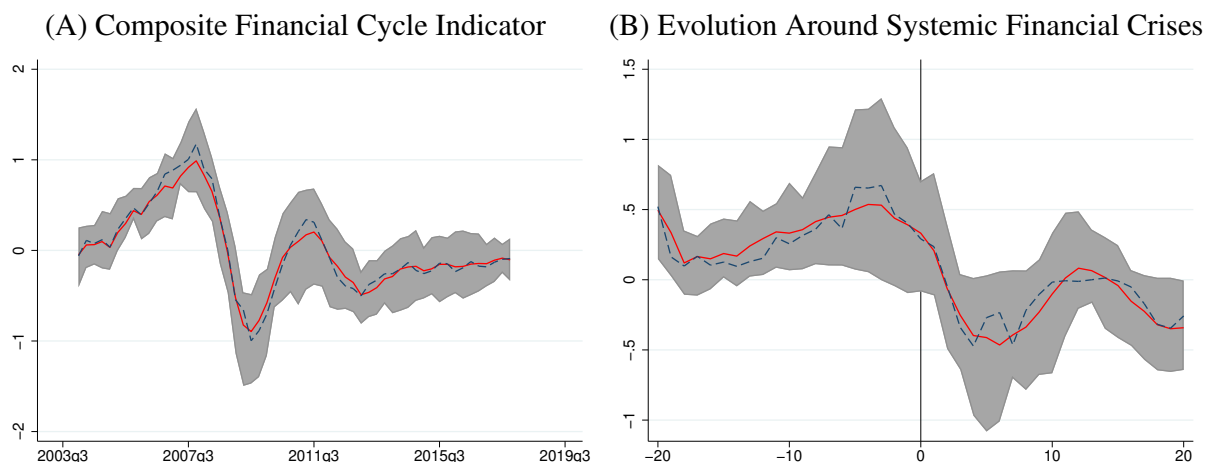 (A) Composite Financial Cycle Indicator
2
1
0
−1
−2
2003q3 2007q3 2011q3 2015q3 2019q3
(B) Evolution Around Systemic Financial Crises
1.5
1
.5
0
−.5
−1
−20 −10 0 10 20